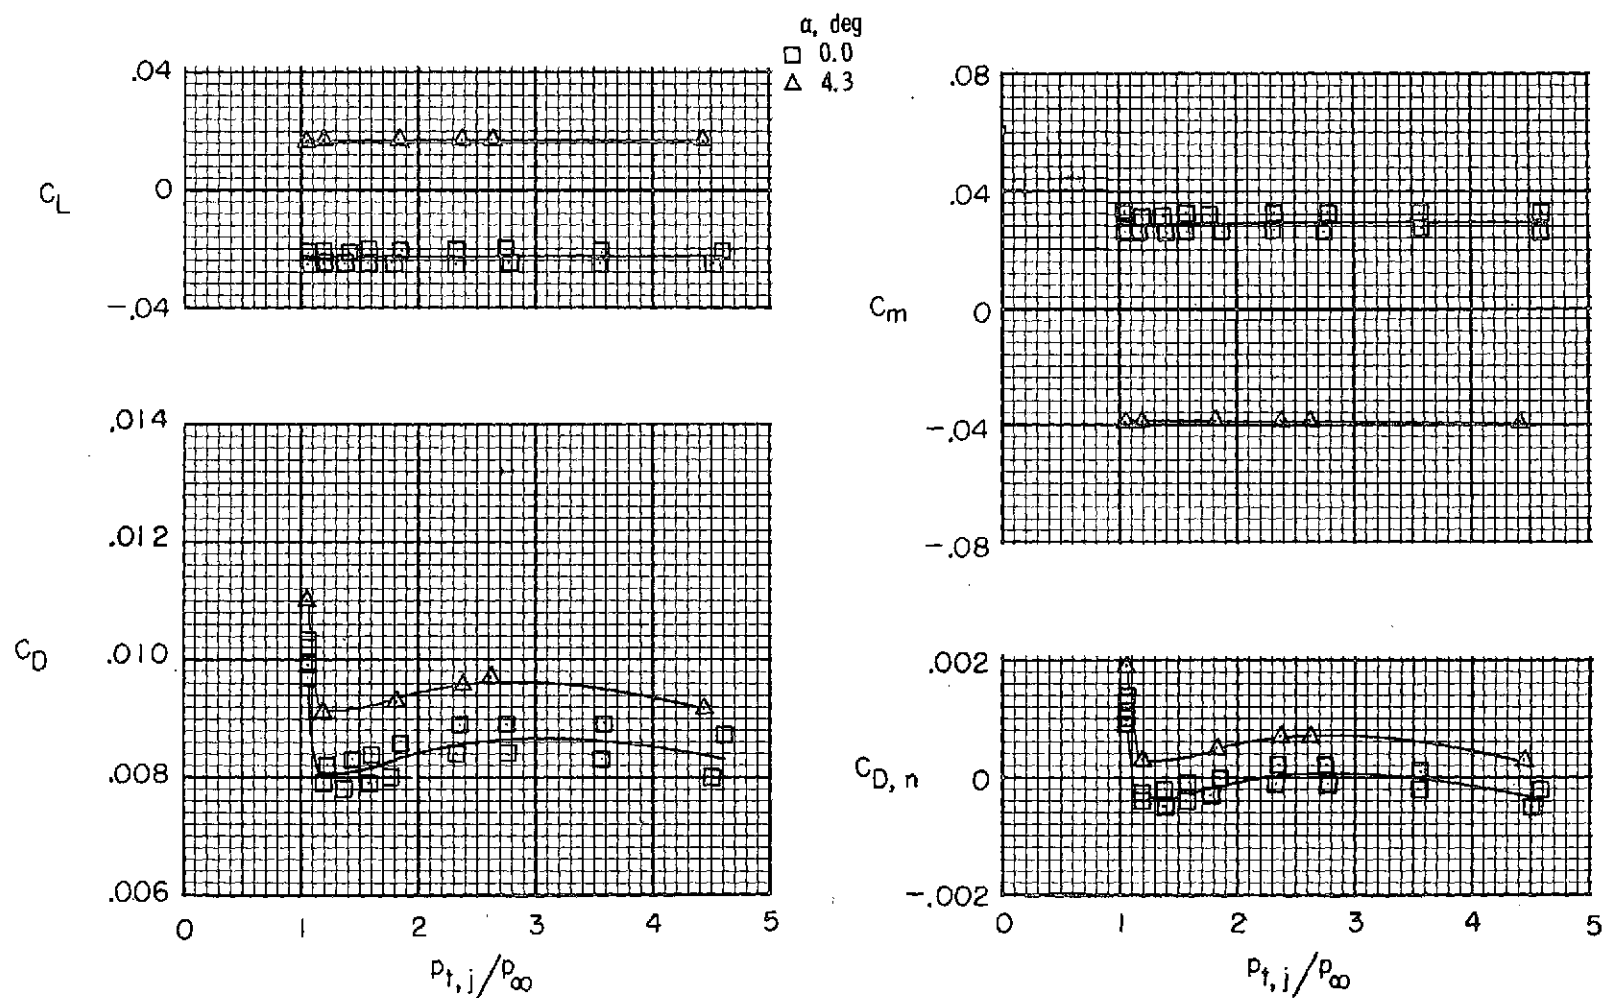 α, deg
□ 0.0
△ 4.3
.04
0
-.04
C_L
.014
.012
.010
.008
.006
C_D
0 1 2 3 4 5
p_t,j/p_∞
.08
.04
0
-.04
-.08
C_m
.002
0
-.002
C_D,n
0 1 2 3 4 5
p_t,j/p_∞